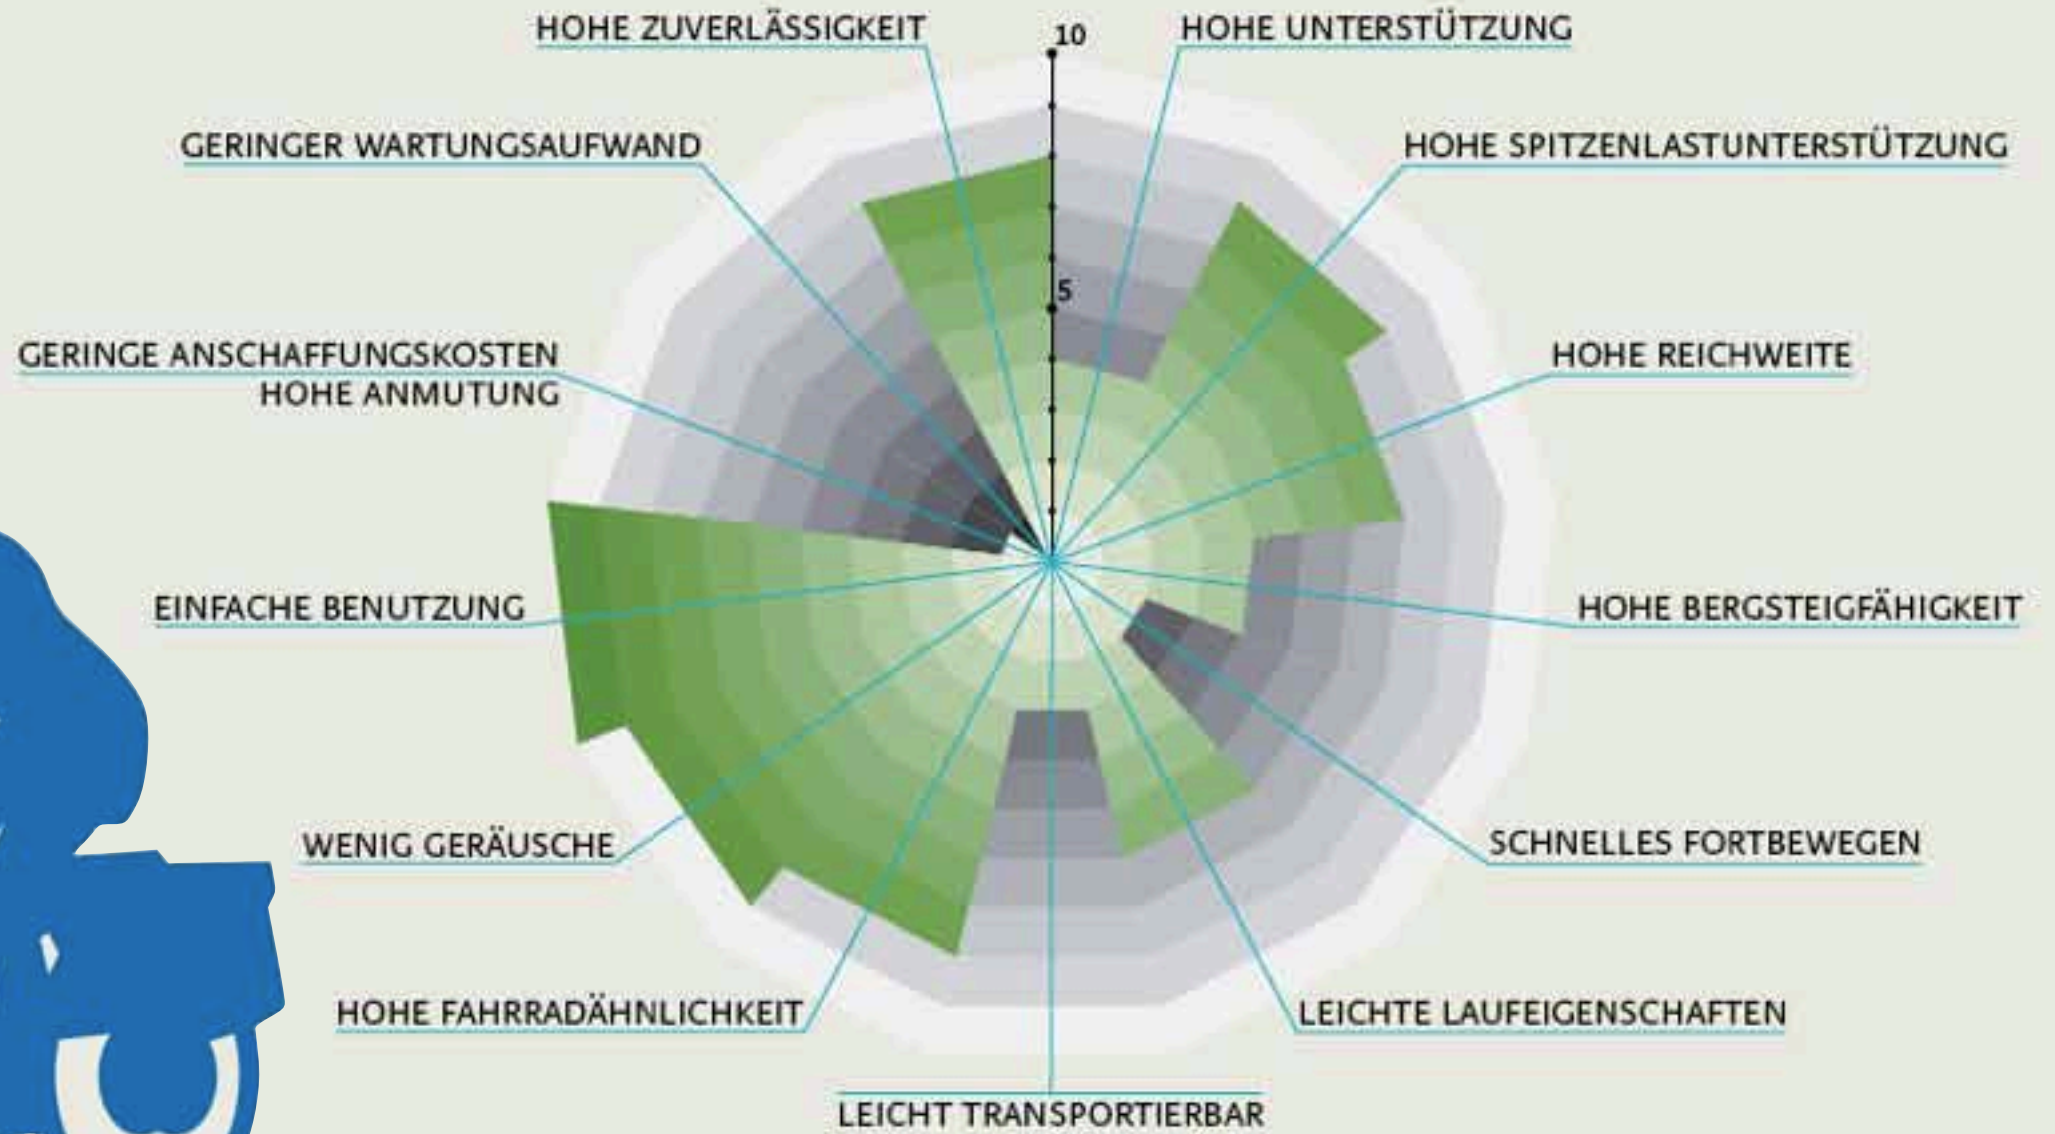 HOHE ZUVERLÄSSIGKEIT
10
HOHE UNTERSTÜTZUNG
GERINGER WARTUNGSAUFWAND
HOHE SPITZENLASTUNTERSTÜTZUNG
5
GERINGE ANSCHAFFUNGSKOSTEN
HOHE ANMUTUNG
HOHE REICHWEITE
EINFACHE BENUTZUNG
HOHE BERGSTEIGFÄHIGKEIT
WENIG GERÄUSCHE
SCHNELLES FORTBEWEGEN
HOHE FAHRRADÄHNLICHKEIT
LEICHTE LAUFEIGENSCHAFTEN
LEICHT TRANSPORTIERBAR